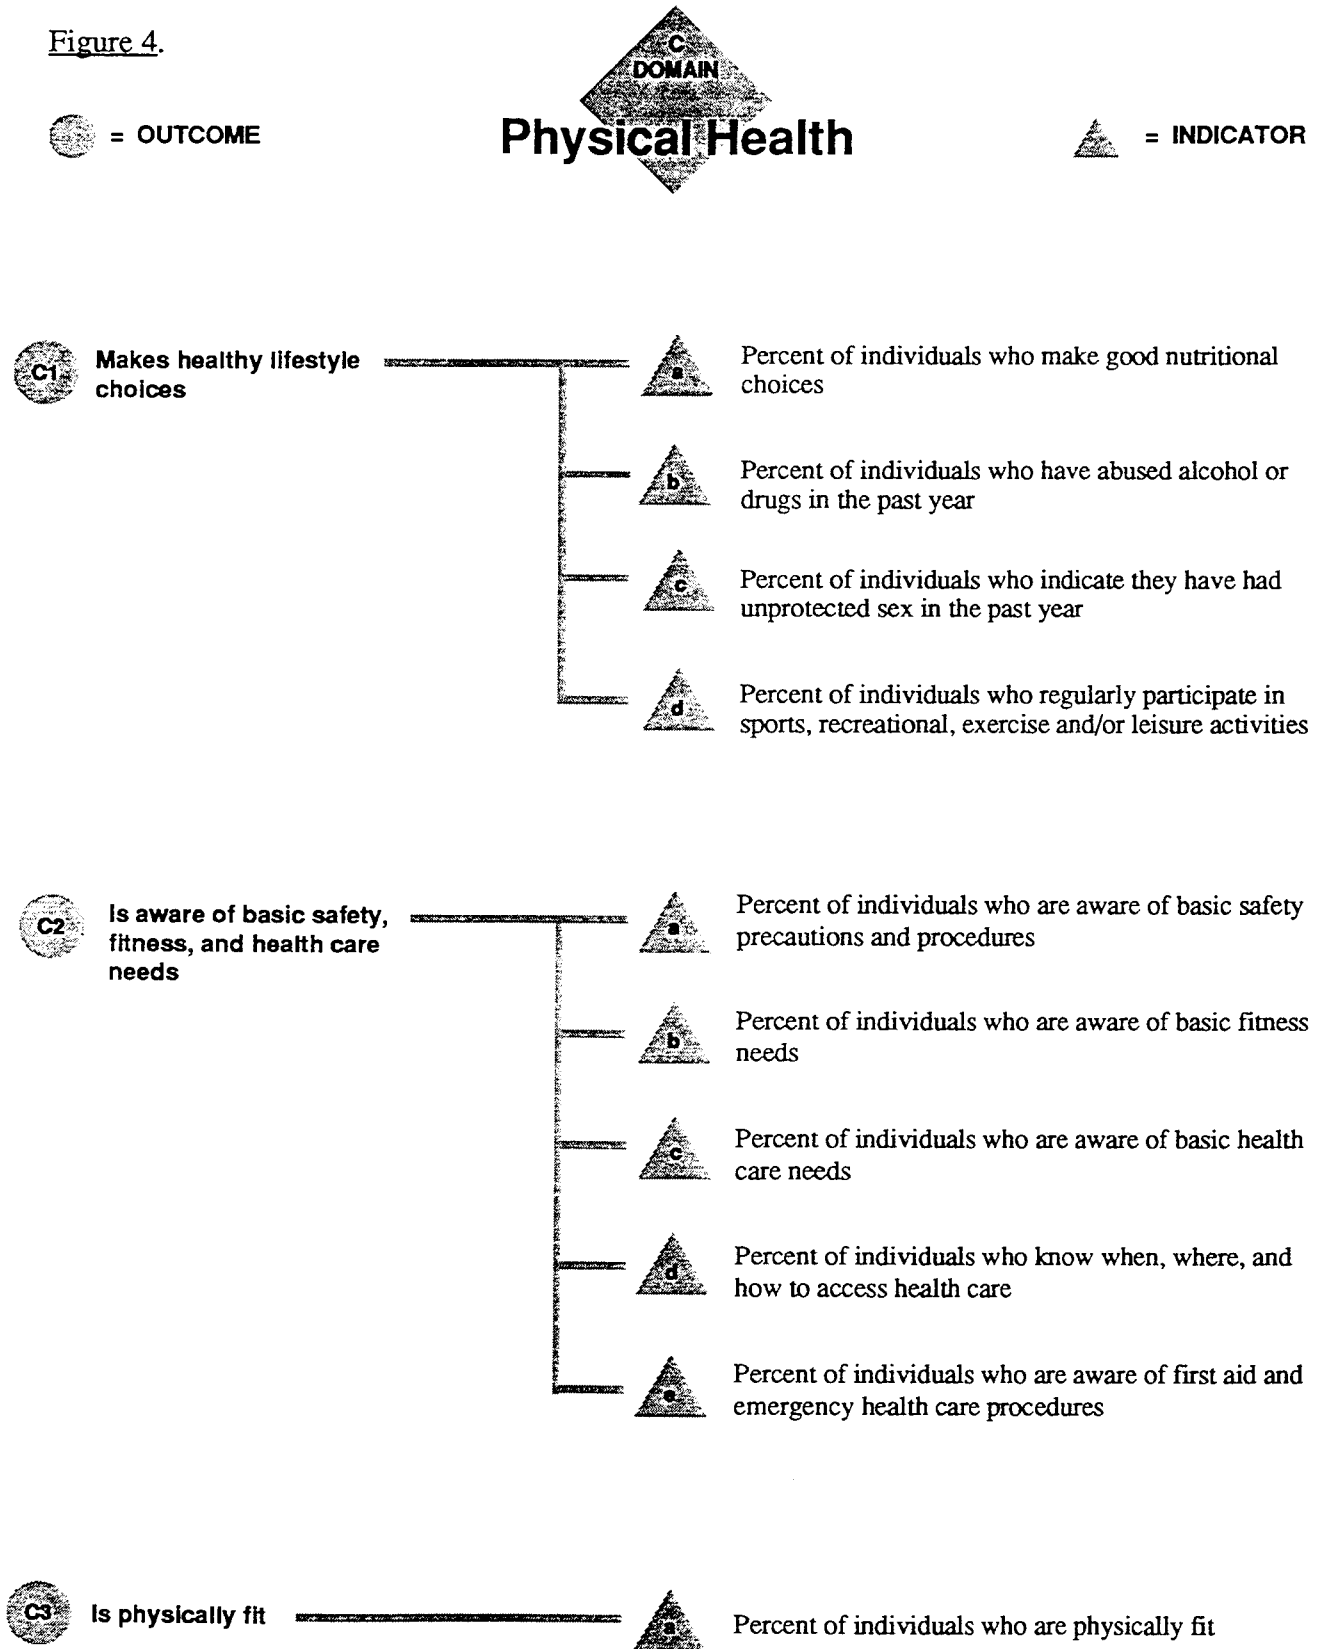 Figure 4.
C
DOMAIN
Physical Health
= OUTCOME
= INDICATOR
C1
Makes healthy lifestyle
choices
a
Percent of individuals who make good nutritional
choices
b
Percent of individuals who have abused alcohol or
drugs in the past year
c
Percent of individuals who indicate they have had
unprotected sex in the past year
d
Percent of individuals who regularly participate in
sports, recreational, exercise and/or leisure activities
C2
Is aware of basic safety,
fitness, and health care
needs
a
Percent of individuals who are aware of basic safety
precautions and procedures
b
Percent of individuals who are aware of basic fitness
needs
c
Percent of individuals who are aware of basic health
care needs
d
Percent of individuals who know when, where, and
how to access health care
e
Percent of individuals who are aware of first aid and
emergency health care procedures
C3
Is physically fit
a
Percent of individuals who are physically fit